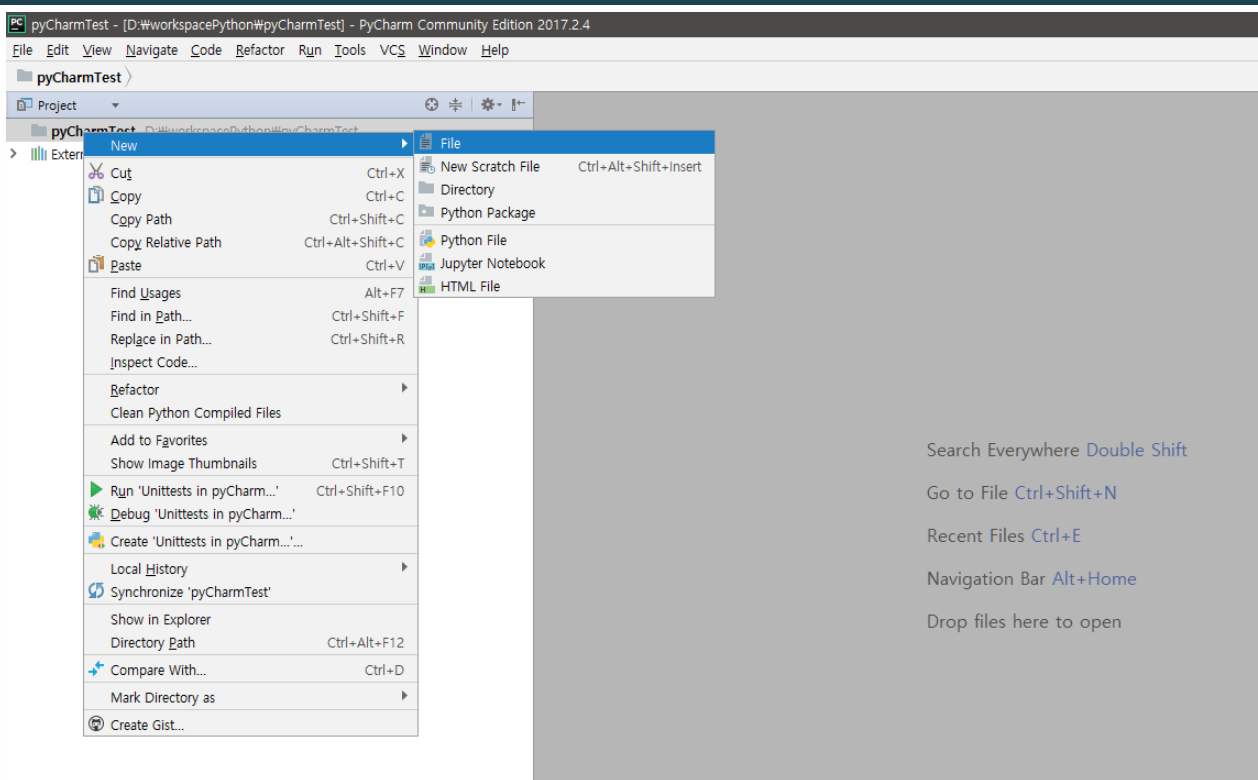 PC pyCharmTest - [D:₩workspacePython₩pyCharmTest] - PyCharm Community Edition 2017.2.4
File Edit View Navigate Code Refactor Run Tools VCS Window Help
pyCharmTest
Project
pyCharmTest D:₩workspacePython₩pyCharmTest
Extern
New
Cut Ctrl+X
Copy Ctrl+C
Copy Path Ctrl+Shift+C
Copy Relative Path Ctrl+Alt+Shift+C
Paste Ctrl+V
Find Usages Alt+F7
Find in Path... Ctrl+Shift+F
Replace in Path... Ctrl+Shift+R
Inspect Code...
Refactor
Clean Python Compiled Files
Add to Favorites
Show Image Thumbnails Ctrl+Shift+T
Run 'Unittests in pyCharm...' Ctrl+Shift+F10
Debug 'Unittests in pyCharm...'
Create 'Unittests in pyCharm...'...
Local History
Synchronize 'pyCharmTest'
Show in Explorer
Directory Path Ctrl+Alt+F12
Compare With... Ctrl+D
Mark Directory as
Create Gist...
File
New Scratch File Ctrl+Alt+Shift+Insert
Directory
Python Package
Python File
Jupyter Notebook
HTML File
Search Everywhere Double Shift
Go to File Ctrl+Shift+N
Recent Files Ctrl+E
Navigation Bar Alt+Home
Drop files here to open